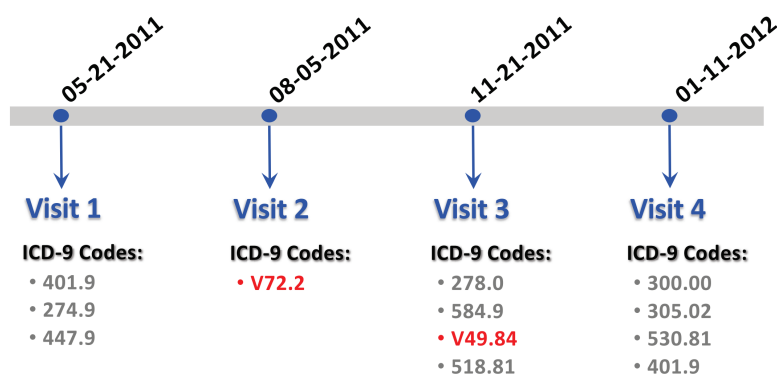 05-21-2011
08-05-2011
11-21-2011
01-11-2012
Visit 1
Visit 2
Visit 3
Visit 4
ICD-9 Codes:
• 401.9
• 274.9
• 447.9
ICD-9 Codes:
• V72.2
ICD-9 Codes:
• 278.0
• 584.9
• V49.84
• 518.81
ICD-9 Codes:
• 300.00
• 305.02
• 530.81
• 401.9